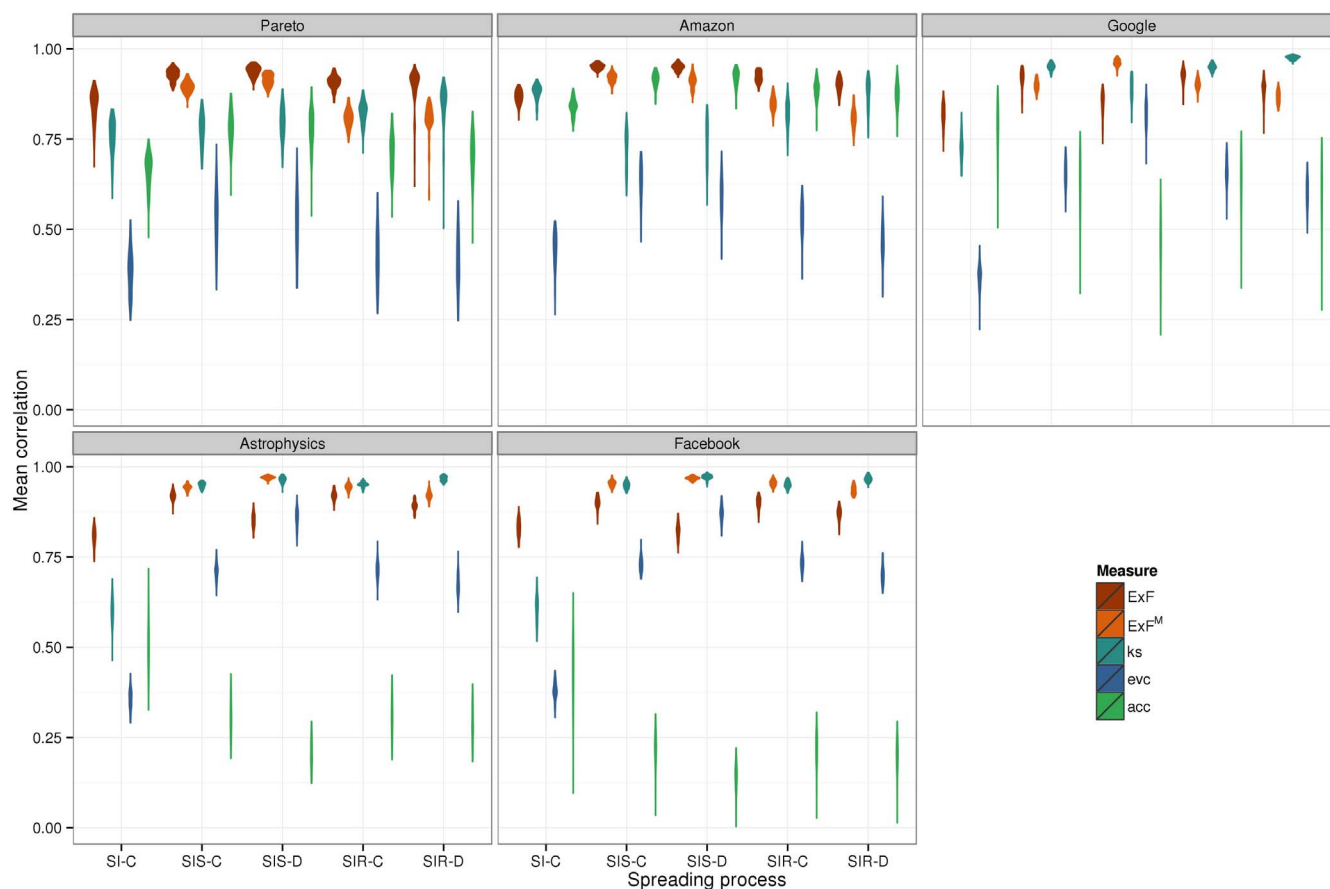 Pareto
Amazon
Google
1.00
0.75
0.50
0.25
0.00
Mean correlation
Astrophysics
Facebook
1.00
0.75
0.50
0.25
0.00
SI-C SIS-C SIS-D SIR-C SIR-D
SI-C SIS-C SIS-D SIR-C SIR-D
Spreading process
Measure
ExF
ExF^M
ks
evc
acc